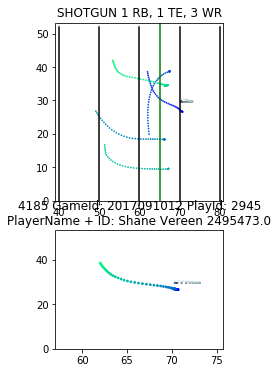 SHOTGUN 1 RB, 1 TE, 3 WR
50
40
30
20
10
0
40 50 60 70 80
4185 GameId: 2017091012 PlayId: 2945
PlayerName + ID: Shane Vereen 2495473.0
40
20
0
60 65 70 75